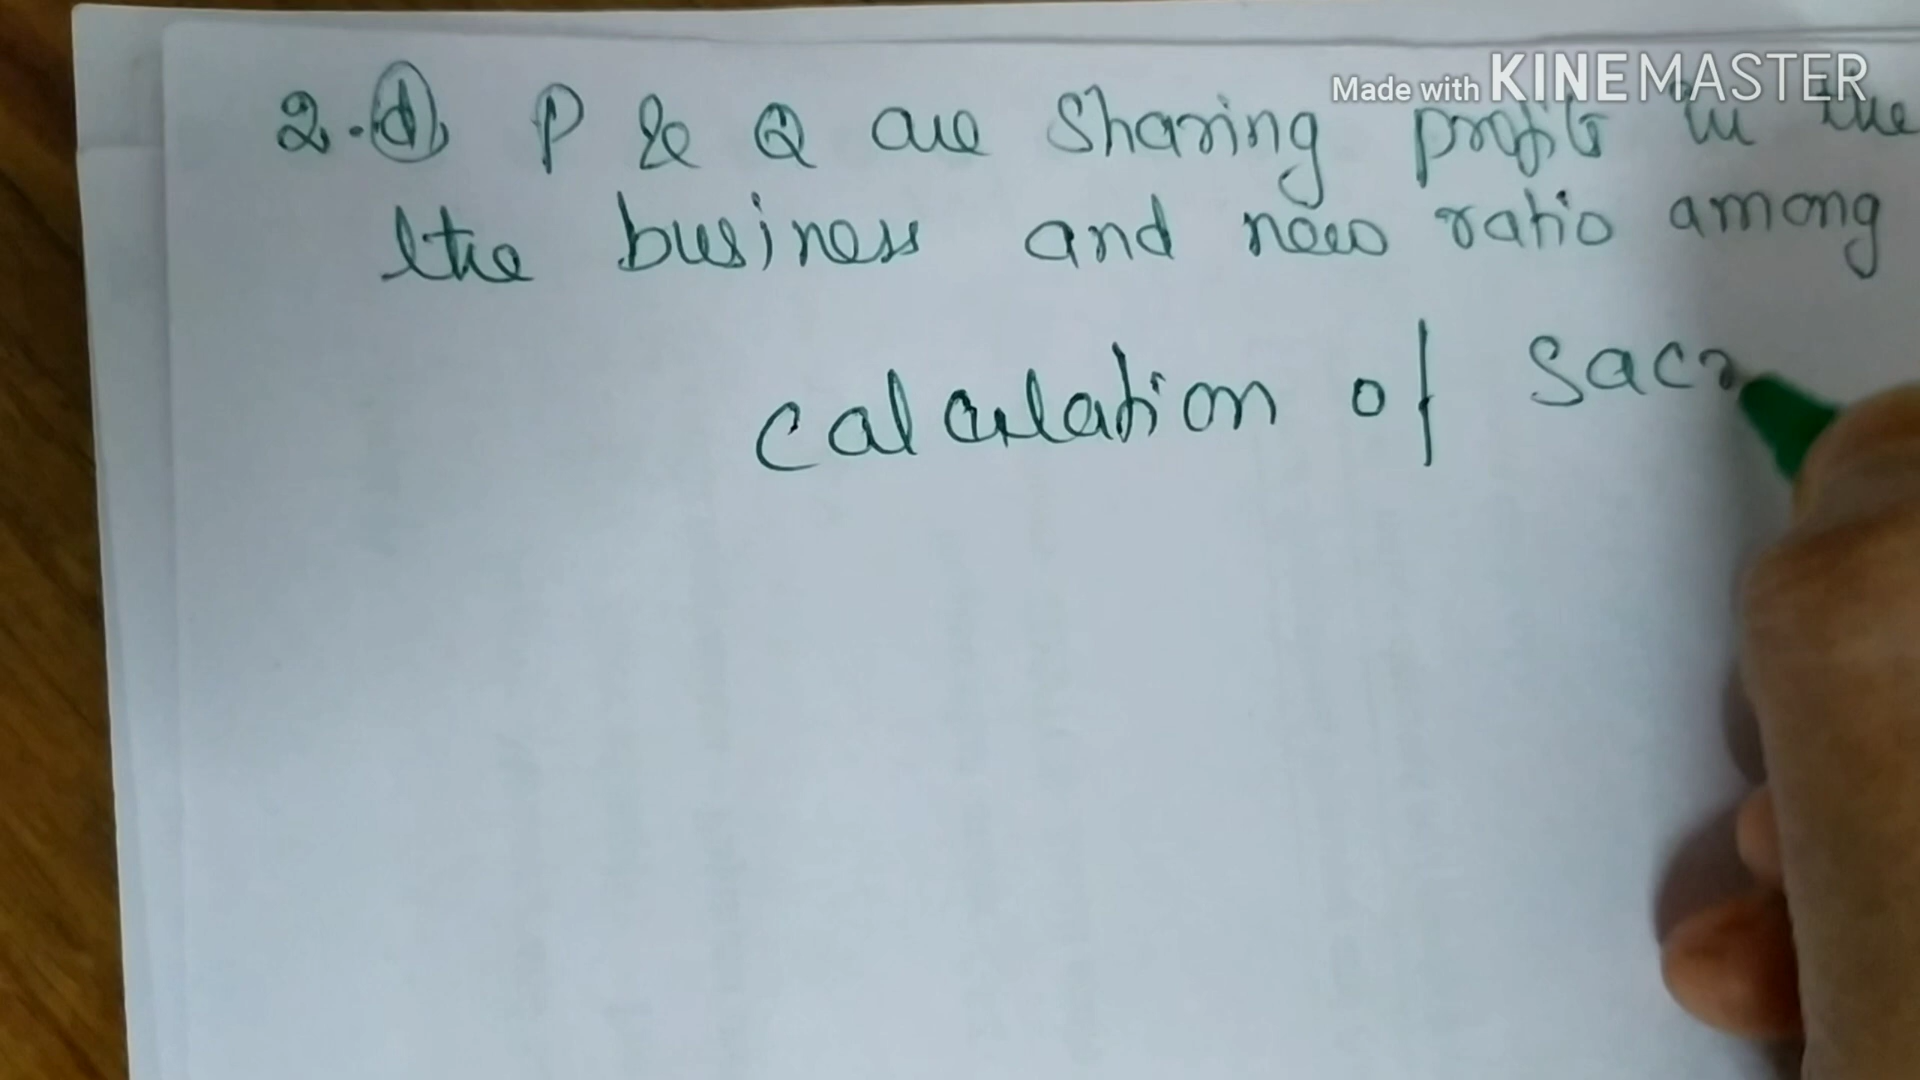 Made with KINEMASTER
2.d) P & Q are sharing profits in the
the business and new ratio among
calculation of sacr